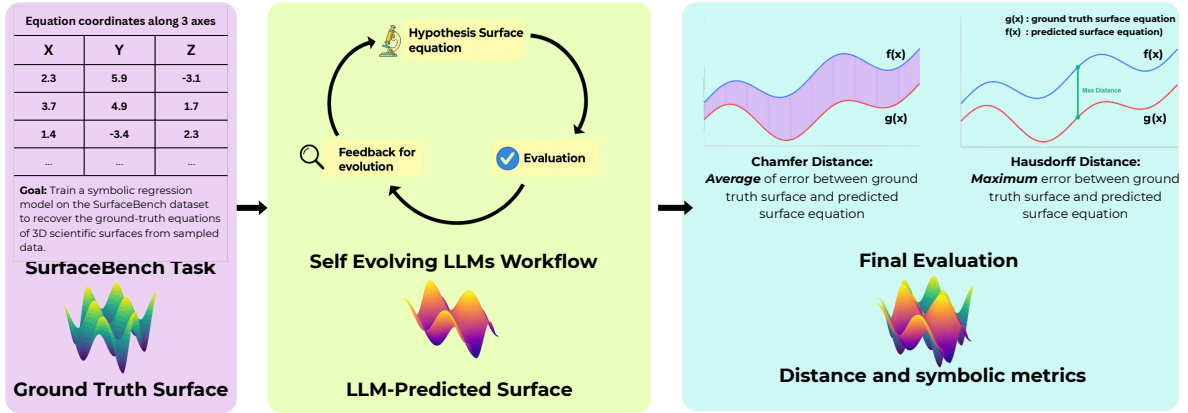 Equation coordinates along 3 axes
X Y Z
2.3 5.9 -3.1
3.7 4.9 1.7
1.4 -3.4 2.3
... ... ...
Goal: Train a symbolic regression
model on the SurfaceBench dataset
to recover the ground-truth equations
of 3D scientific surfaces from sampled
data.
SurfaceBench Task
Ground Truth Surface
Hypothesis Surface
equation
Evaluation
Feedback for
evolution
Self Evolving LLMs Workflow
LLM-Predicted Surface
g(x) : ground truth surface equation
f(x) : predicted surface equation)
f(x)
g(x)
f(x)
Max Distance
g(x)
Chamfer Distance:
Average of error between ground
truth surface and predicted
surface equation
Hausdorff Distance:
Maximum error between ground
truth surface and predicted
surface equation
Final Evaluation
Distance and symbolic metrics